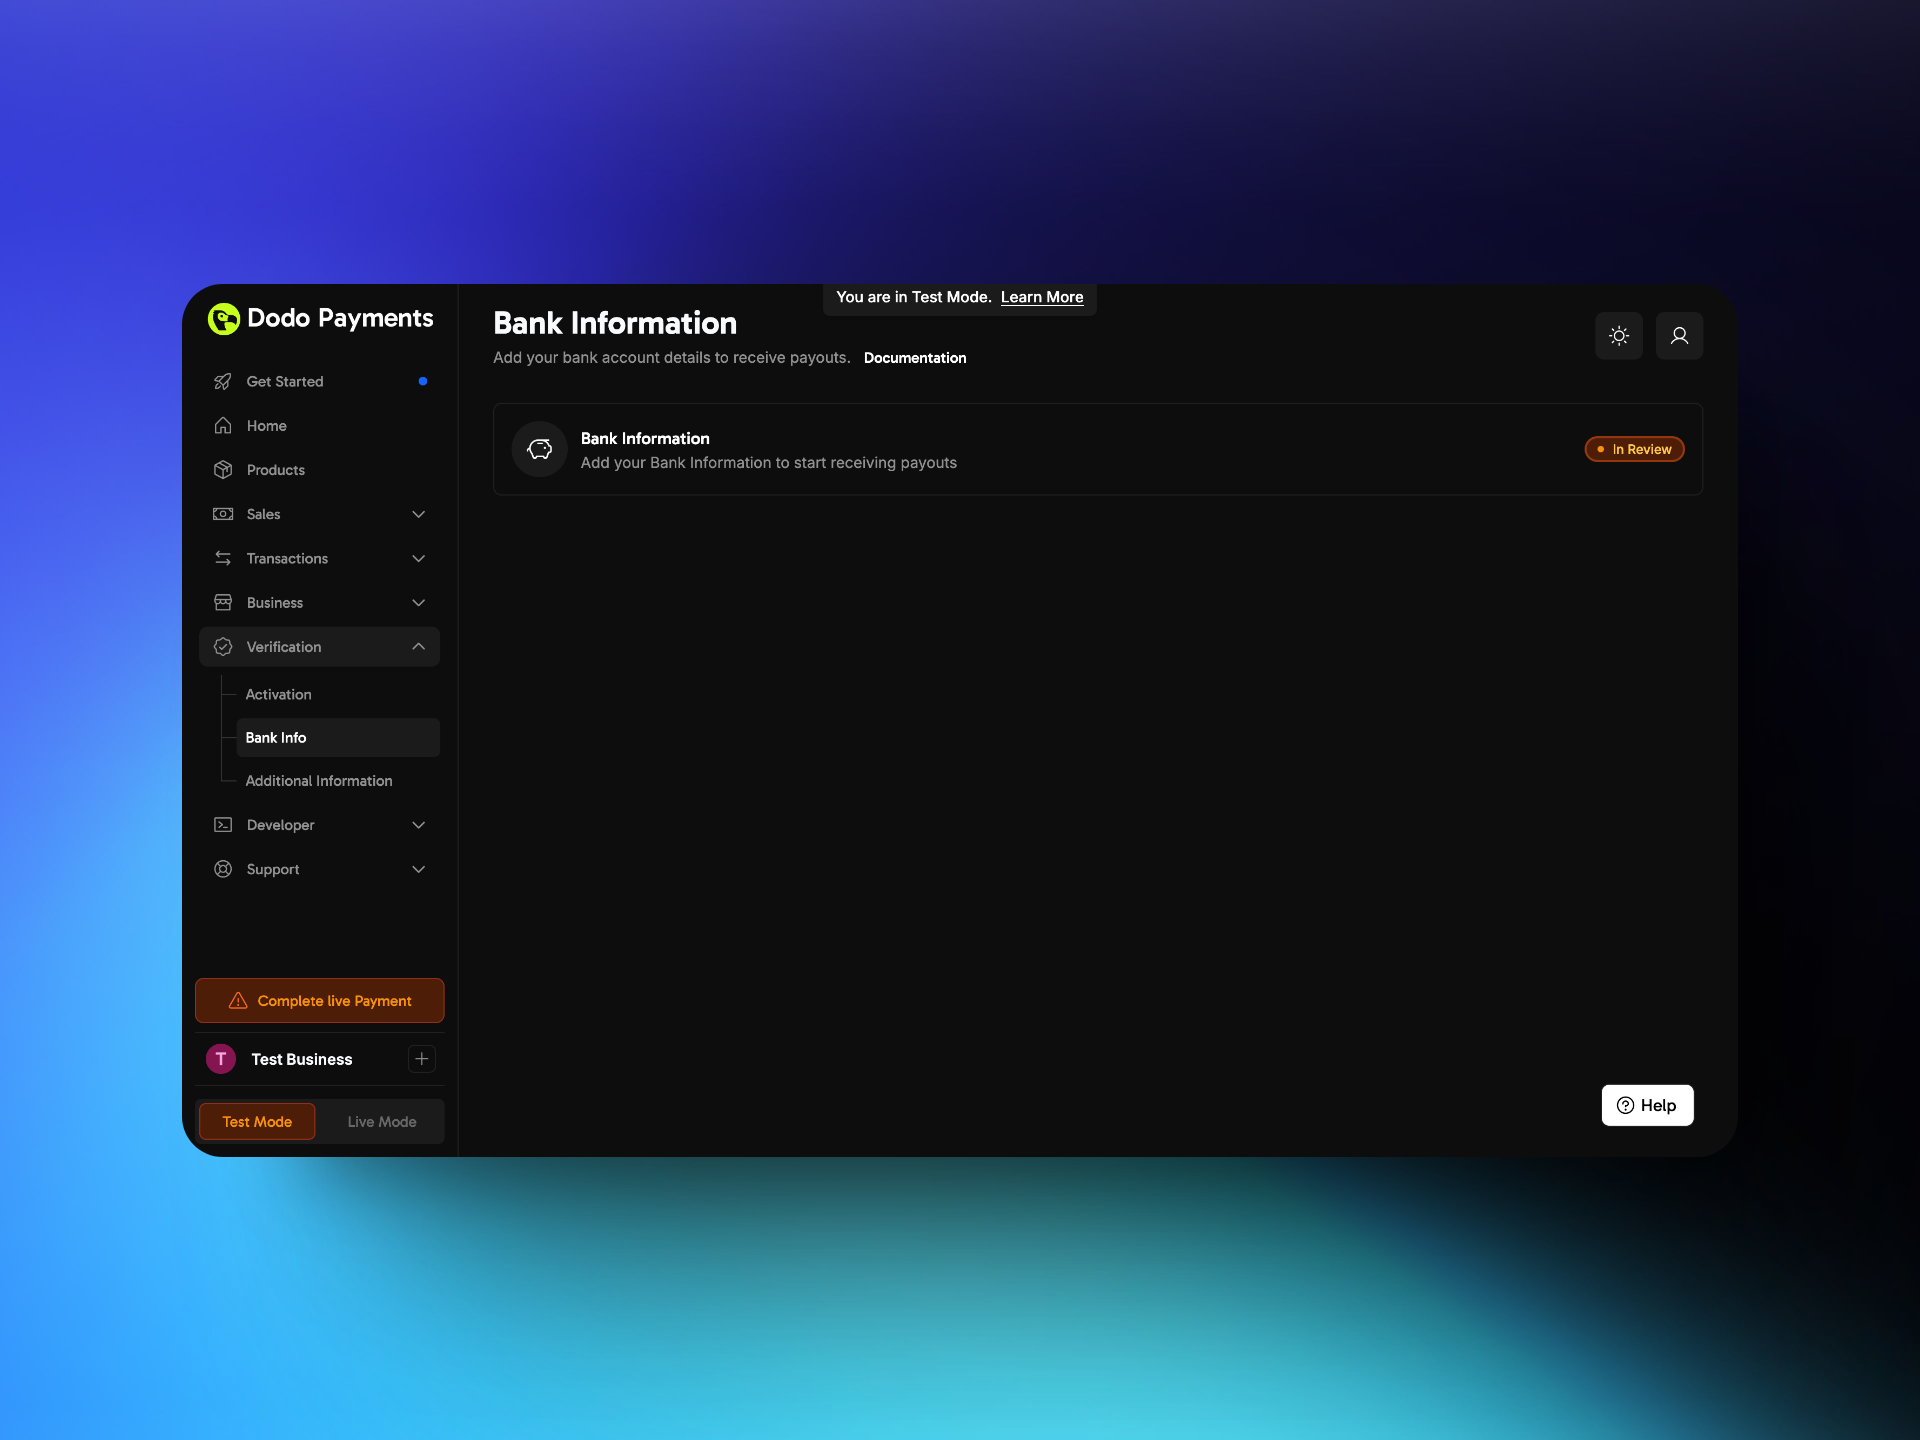 Dodo Payments
Get Started
Home
Products
Sales
Transactions
Business
Verification
Activation
Bank Info
Additional Information
Developer
Support
Complete live Payment
T Test Business
Test Mode Live Mode
You are in Test Mode. Learn More
Bank Information
Add your bank account details to receive payouts. Documentation
Bank Information
Add your Bank Information to start receiving payouts
In Review
Help